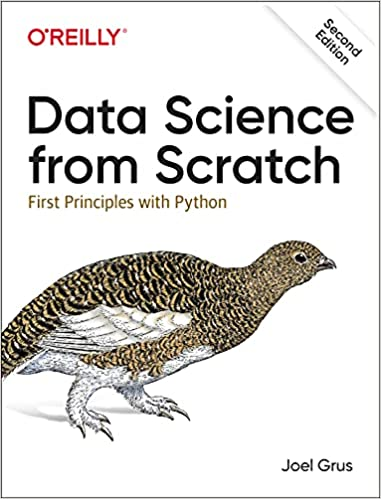 O'REILLY®
Second
Edition
Data Science
from Scratch
First Principles with Python
Joel Grus